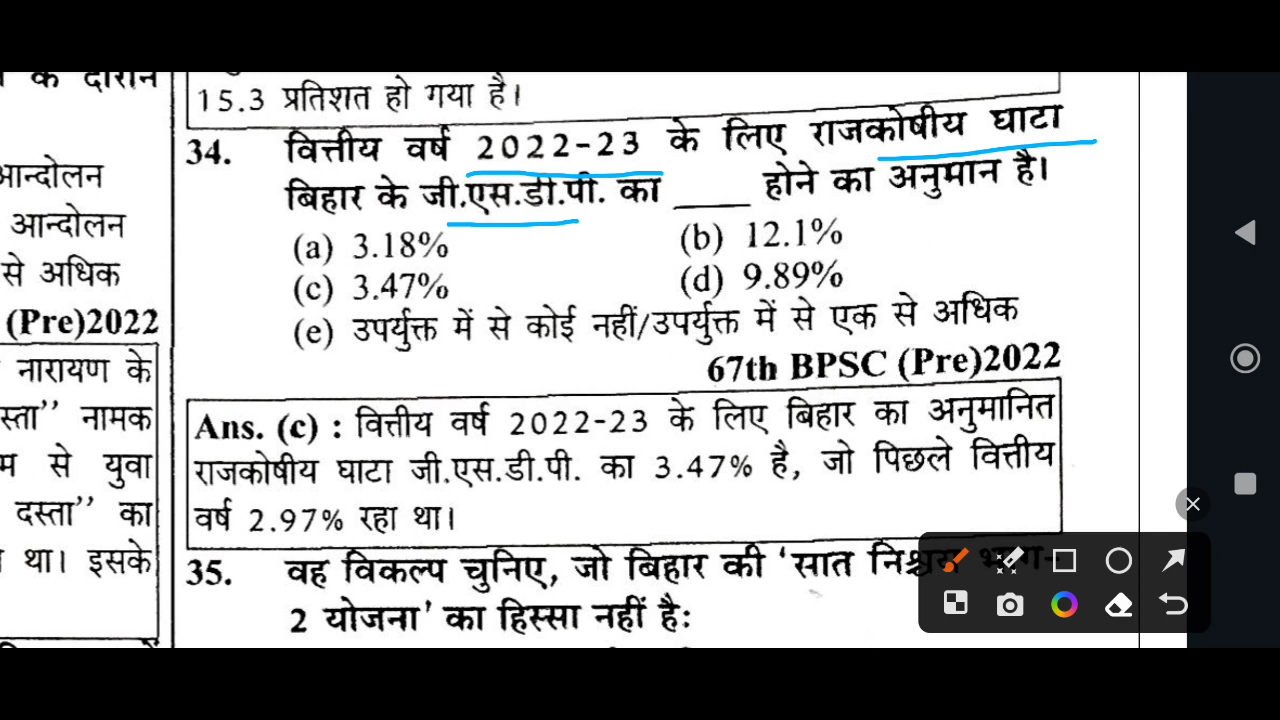 के दौरान
आन्दोलन
आन्दोलन
से अधिक
(Pre)2022
नारायण के
स्ता'' नामक
से युवा
दस्ता'' का
था। इसके
15.3 प्रतिशत हो गया है।
34. वित्तीय वर्ष 2022-23 के लिए राजकोषीय घाटा
बिहार के जी.एस.डी.पी. का ____ होने का अनुमान है।
(a) 3.18% (b) 12.1%
(c) 3.47% (d) 9.89%
(e) उपर्युक्त में से कोई नहीं/उपर्युक्त में से एक से अधिक
67th BPSC (Pre)2022
Ans. (c) : वित्तीय वर्ष 2022-23 के लिए बिहार का अनुमानित
राजकोषीय घाटा जी.एस.डी.पी. का 3.47% है, जो पिछले वित्तीय
वर्ष 2.97% रहा था।
35. वह विकल्प चुनिए, जो बिहार की 'सात निश्चय भाग-
2 योजना' का हिस्सा नहीं है: